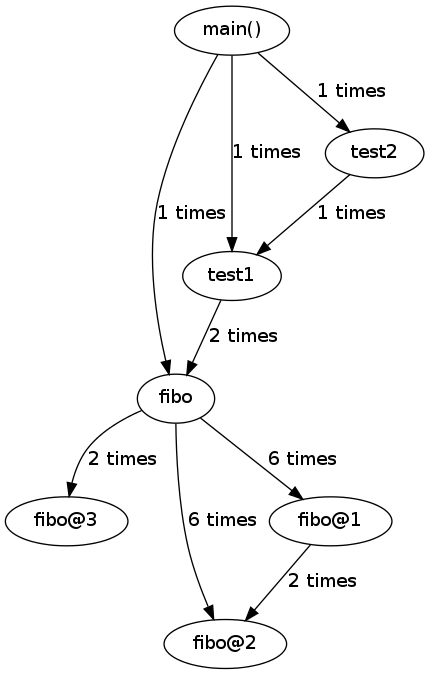 main()
1 times
test2
1 times
1 times
1 times
test1
2 times
fibo
2 times
6 times
6 times
fibo@3
fibo@1
2 times
fibo@2